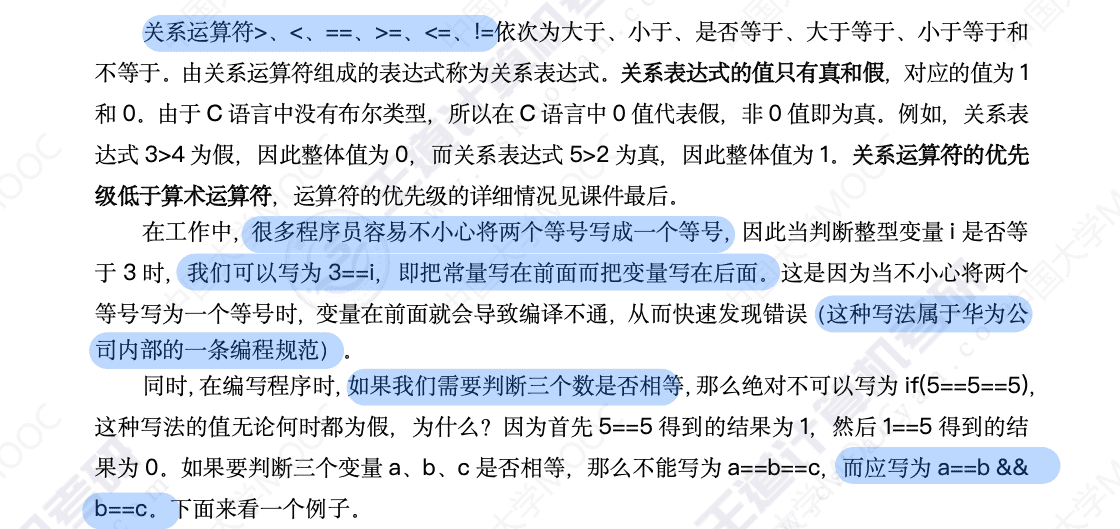 关系运算符>、<、==、>=、<=、!=依次为大于、小于、是否等于、大于等于、小于等于和
不等于。由关系运算符组成的表达式称为关系表达式。关系表达式的值只有真和假，对应的值为 1
和 0。由于 C 语言中没有布尔类型，所以在 C 语言中 0 值代表假，非 0 值即为真。例如，关系表
达式 3>4 为假，因此整体值为 0，而关系表达式 5>2 为真，因此整体值为 1。关系运算符的优先
级低于算术运算符，运算符的优先级的详细情况见课件最后。
在工作中，很多程序员容易不小心将两个等号写成一个等号，因此当判断整型变量 i 是否等
于 3 时，我们可以写为 3==i，即把常量写在前面而把变量写在后面。这是因为当不小心将两个
等号写为一个等号时，变量在前面就会导致编译不通，从而快速发现错误（这种写法属于华为公
司内部的一条编程规范）。
同时，在编写程序时，如果我们需要判断三个数是否相等，那么绝对不可以写为 if(5==5==5)，
这种写法的值无论何时都为假，为什么？因为首先 5==5 得到的结果为 1，然后 1==5 得到的结
果为 0。如果要判断三个变量 a、b、c 是否相等，那么不能写为 a==b==c，而应写为 a==b &&
b==c。下面来看一个例子。